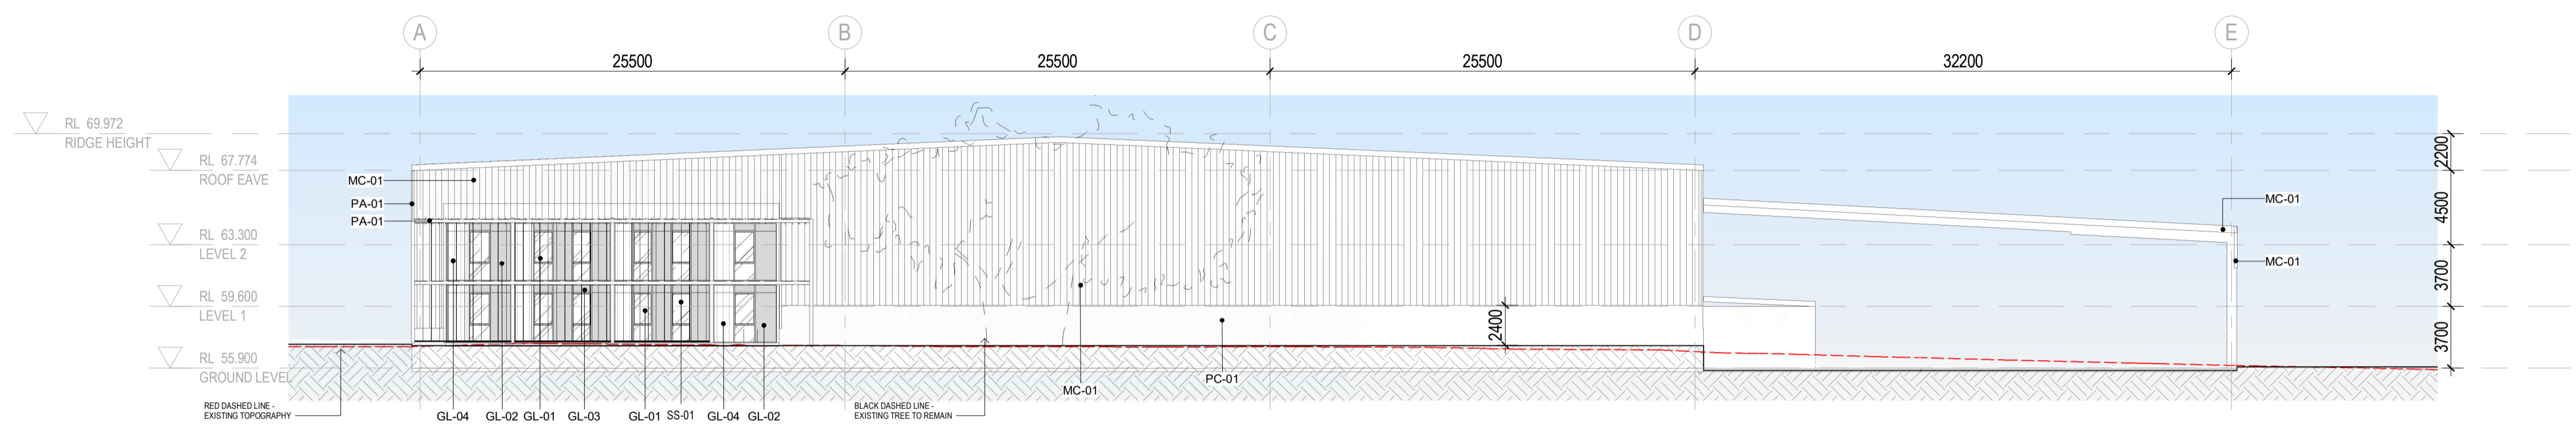 A
B
C
D
E
25500
25500
25500
32200
RL 69.972
RIDGE HEIGHT
RL 67.774
ROOF EAVE
RL 63.300
LEVEL 2
RL 59.600
LEVEL 1
RL 55.900
GROUND LEVEL
MC-01
PA-01
PA-01
MC-01
MC-01
2200
4500
3700
3700
2400
PC-01
MC-01
RED DASHED LINE -
EXISTING TOPOGRAPHY
GL-04
GL-02
GL-01
GL-03
GL-01
SS-01
GL-04
GL-02
BLACK DASHED LINE -
EXISTING TREE TO REMAIN